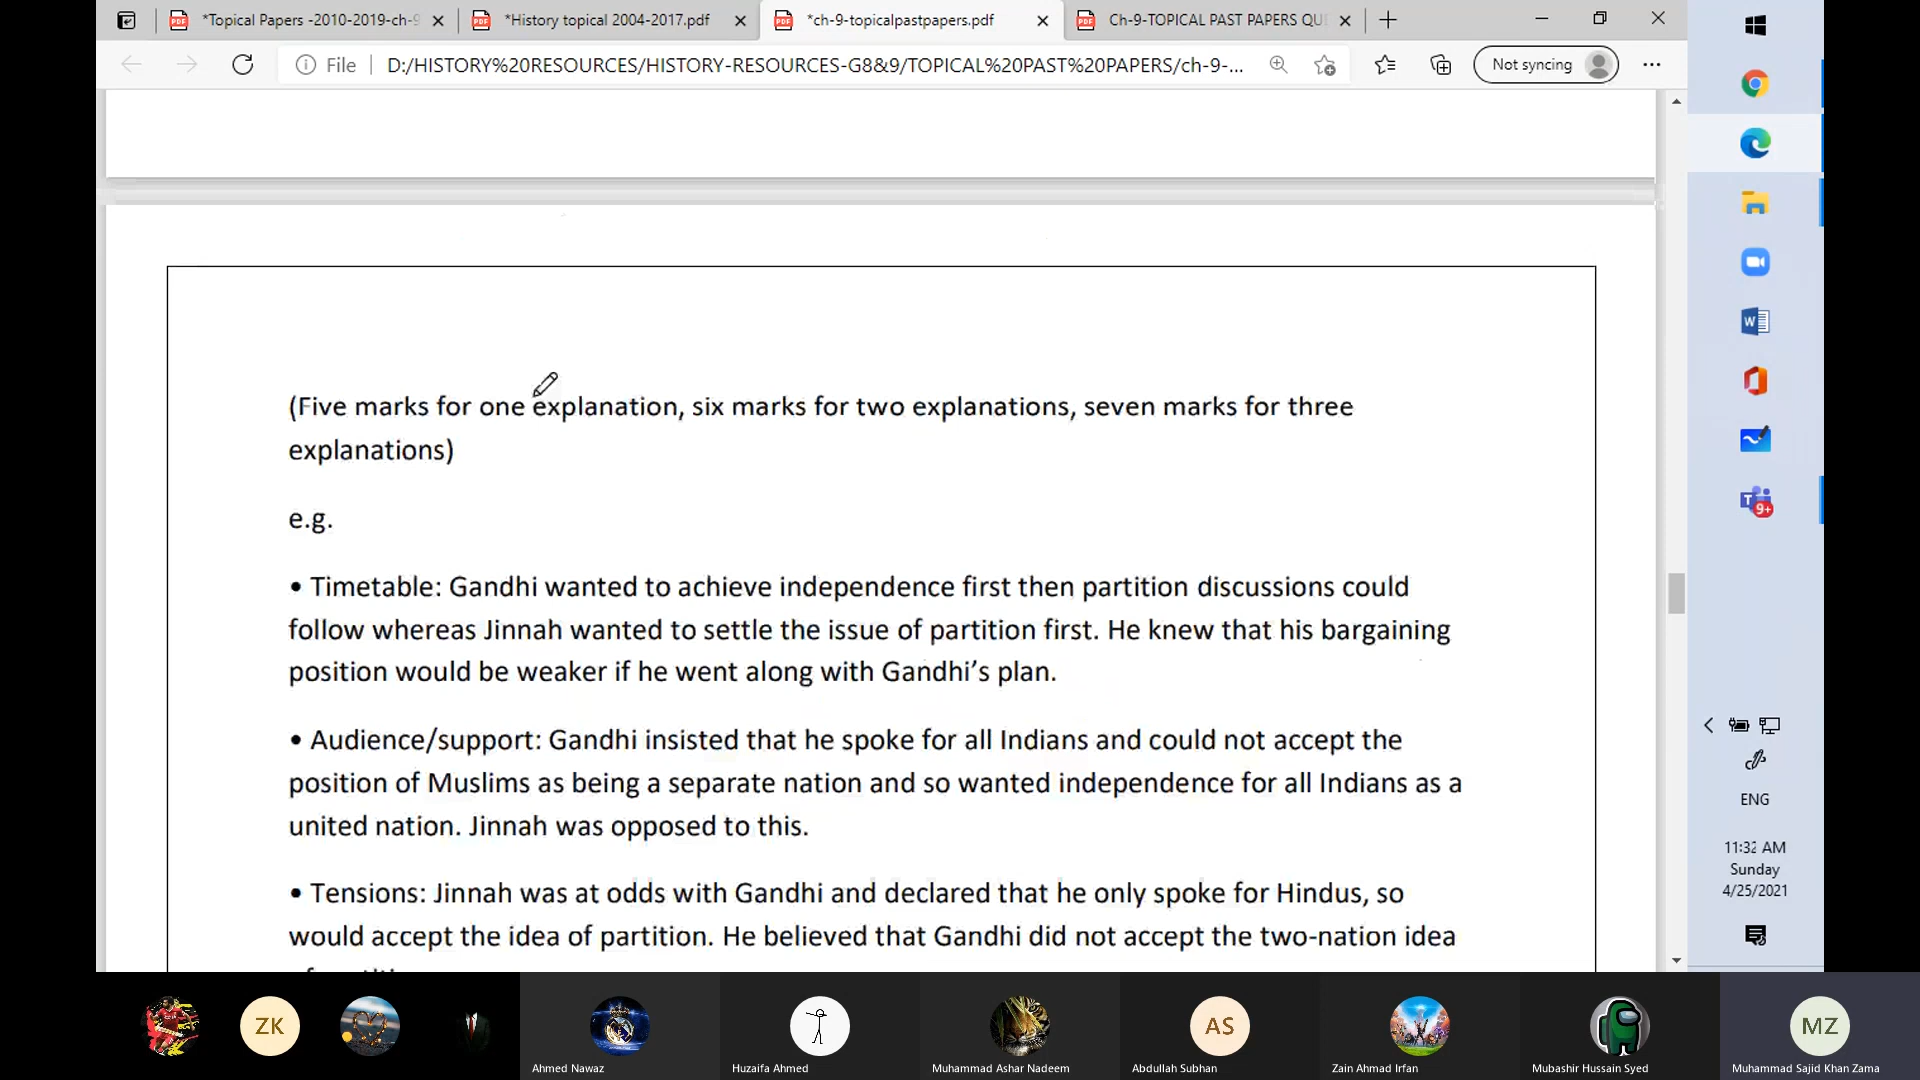 *Topical Papers -2010-2019-ch-9
*History topical 2004-2017.pdf
*ch-9-topicalpastpapers.pdf
Ch-9-TOPICAL PAST PAPERS QU
File
D:/HISTORY%20RESOURCES/HISTORY-RESOURCES-G8&9/TOPICAL%20PAST%20PAPERS/ch-9-...
Not syncing
(Five marks for one explanation, six marks for two explanations, seven marks for three
explanations)
e.g.
• Timetable: Gandhi wanted to achieve independence first then partition discussions could
follow whereas Jinnah wanted to settle the issue of partition first. He knew that his bargaining
position would be weaker if he went along with Gandhi’s plan.
• Audience/support: Gandhi insisted that he spoke for all Indians and could not accept the
position of Muslims as being a separate nation and so wanted independence for all Indians as a
united nation. Jinnah was opposed to this.
• Tensions: Jinnah was at odds with Gandhi and declared that he only spoke for Hindus, so
would accept the idea of partition. He believed that Gandhi did not accept the two-nation idea
9+
ENG
11:32 AM
Sunday
4/25/2021
ZK
AS
MZ
Ahmed Nawaz
Huzaifa Ahmed
Muhammad Ashar Nadeem
Abdullah Subhan
Zain Ahmad Irfan
Mubashir Hussain Syed
Muhammad Sajid Khan Zama